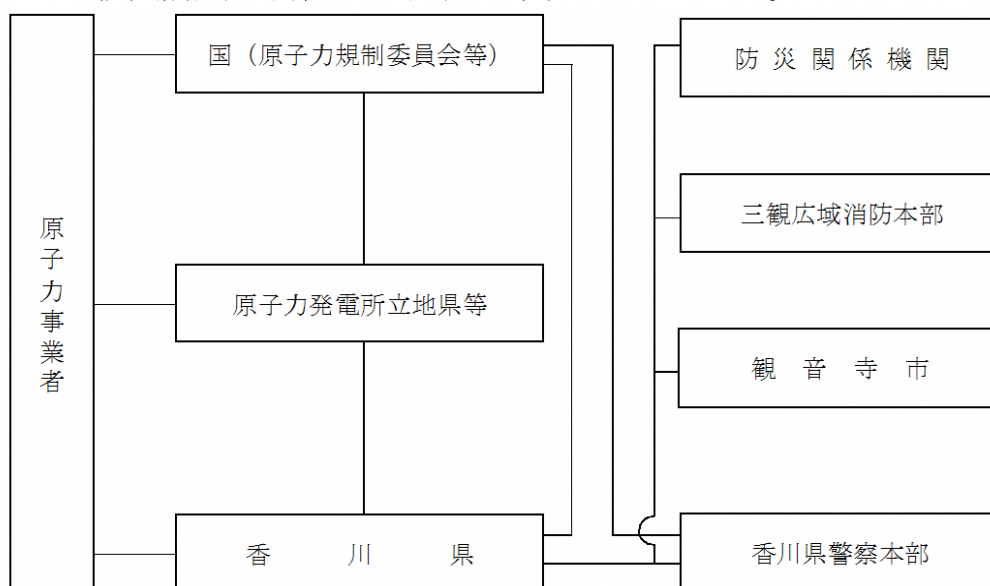 国（原子力規制委員会等）
防災関係機関
三観広域消防本部
原子力事業者
原子力発電所立地県等
観音寺市
香川県
香川県警察本部